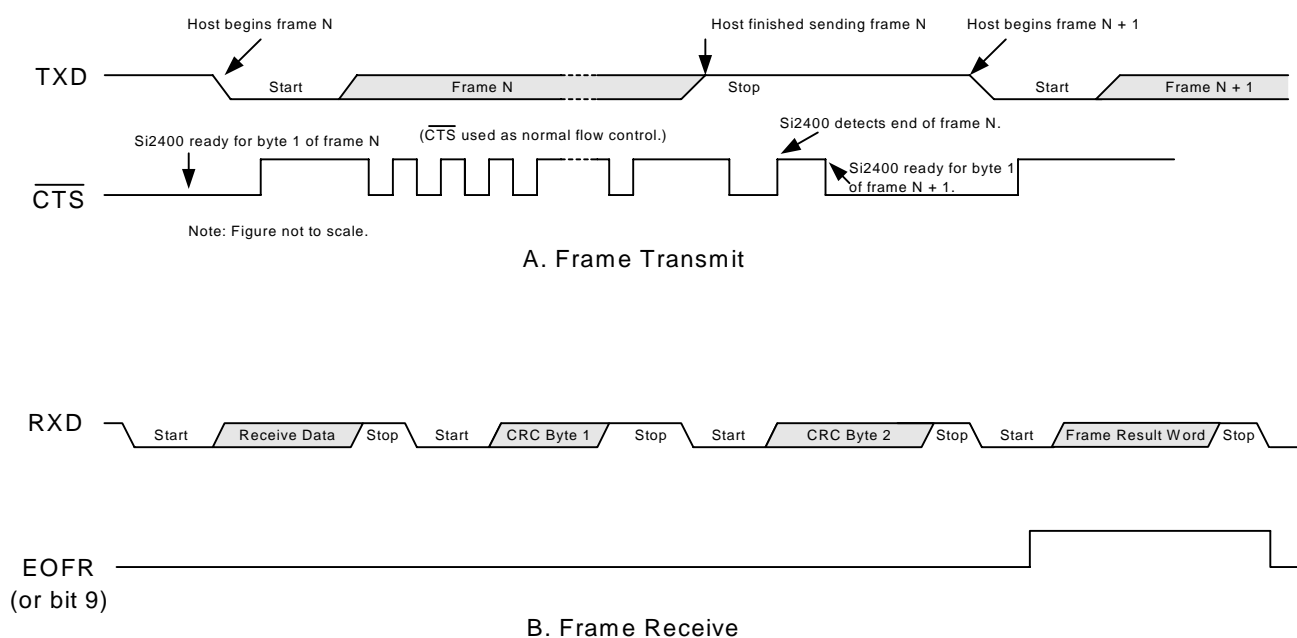 Host begins frame N
Host finished sending frame N
Host begins frame N + 1
TXD
Start
Frame N
Stop
Start
Frame N + 1
Si2400 ready for byte 1 of frame N
(CTS used as normal flow control.)
Si2400 detects end of frame N.
Si2400 ready for byte 1
of frame N + 1.
CTS
Note: Figure not to scale.
A. Frame Transmit
RXD
Start
Receive Data
Stop
Start
CRC Byte 1
Stop
Start
CRC Byte 2
Stop
Start
Frame Result Word
Stop
EOFR
(or bit 9)
B. Frame Receive